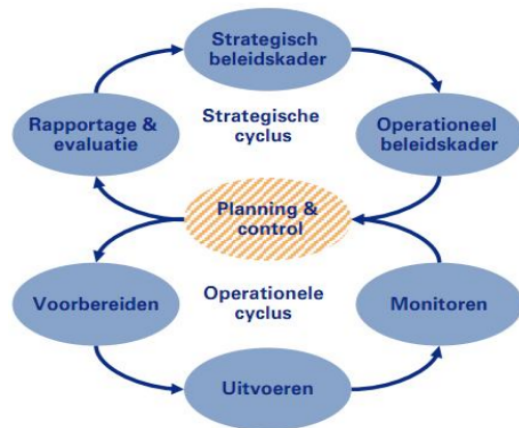 Strategisch
beleidskader
Rapportage &
evaluatie
Strategische
cyclus
Operationeel
beleidskader
Planning &
control
Voorbereiden
Operationele
cyclus
Monitoren
Uitvoeren